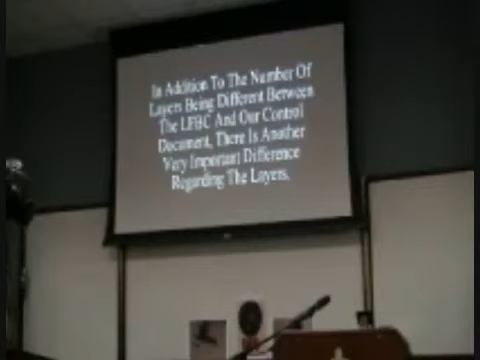 In Addition To The Number Of
Layers Being Different Between
The LFBC And Our Control
Document, There Is Another
Very Important Difference
Regarding The Layers.